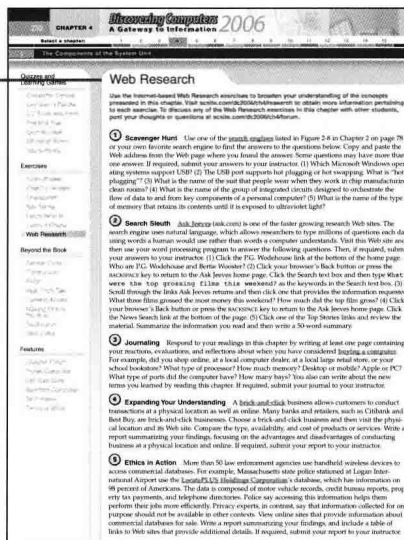 CHAPTER 4
Discovering Computers 2006
A Gateway to Information
Select a chapter:
The Components of the System Unit
Quizzes and
Learning Games
Exercises
Web Research
Beyond the Book
Features
Web Research
Use the Internet-based Web Research exercises to broaden your understanding of the concepts
presented in this chapter. Visit scsite.com/dc2006/ch4/research to obtain more information pertaining
to each exercise. To discuss any of the Web Research exercises in this chapter with other students,
post your thoughts or questions at scsite.com/dc2006/ch4/forum.
1 Scavenger Hunt Use one of the search engines listed in Figure 2-8 in Chapter 2 on page 78
or your own favorite search engine to find the answers to the questions below. Copy and paste the
Web address from the Web page where you found the answer. Some questions may have more than
one answer. If required, submit your answers to your instructor. (1) Which Microsoft Windows oper
ating systems support USB? (2) The USB port supports hot plugging or hot swapping. What is "hot
plugging"? (3) What is the name of the suit that people wear when they work in chip manufacturing
clean rooms? (4) What is the name of the group of integrated circuits designed to orchestrate the
flow of data to and from key components of a personal computer? (5) What is the name of the type
of memory that retains its contents until it is exposed to ultraviolet light?
2 Search Sleuth Ask Jeeves (ask.com) is one of the faster growing research Web sites. The
search engine uses natural language, which allows researchers to type millions of questions each da
using words a human would use rather than words a computer understands. Visit this Web site and
then use your word processing program to answer the following questions. Then, if required, submi
your answers to your instructor. (1) Click the P.G. Wodehouse link at the bottom of the home page.
Who are P.G. Wodehouse and Bertie Wooster? (2) Click your browser's Back button or press the
BACKSPACE key to return to the Ask Jeeves home page. Click the Search text box and then type What
were the top grossing films this weekend? as the keywords in the Search text box. (3)
Scroll through the links Ask Jeeves returns and then click one that provides the information requested
What three films grossed the most money this weekend? How much did the top film gross? (4) Click
your browser's Back button or press the BACKSPACE key to return to the Ask Jeeves home page. Click
the News Search link at the bottom of the page. (5) Click one of the Top Stories links and review the
material. Summarize the information you read and then write a 50-word summary.
3 Journaling Respond to your readings in this chapter by writing at least one page containing
your reactions, evaluations, and reflections about when you have considered buying a computer.
For example, did you shop online, at a local computer dealer, at a large retail store, or your
school bookstore? What type of processor? How much memory? Desktop or mobile? Apple or PC?
What type of ports did the computer have? How many bays? You also can write about the new
terms you learned by reading this chapter. If required, submit your journal to your instructor.
4 Expanding Your Understanding A brick-and-click business allows customers to conduct
transactions at a physical location as well as online. Many banks and retailers, such as Citibank and
Best Buy, are brick-and-click businesses. Choose a brick-and-click business and then visit the physi
cal location and its Web site. Compare the type, availability, and cost of products or services. Write a
report summarizing your findings, focusing on the advantages and disadvantages of conducting
business at a physical location and online. If required, submit your report to your instructor.
5 Ethics in Action More than 50 law enforcement agencies use handheld wireless devices to
access commercial databases. For example, Massachusetts state police stationed at Logan Inter-
national Airport use the LocatePLUS Holdings Corporation's database, which has information on
98 percent of Americans. The data is composed of motor vehicle records, credit bureau reports, prop
erty tax payments, and telephone directories. Police say accessing this information helps them
perform their jobs more efficiently. Privacy experts, in contrast, say that information collected for one
purpose should not be available in other contexts. View online sites that provide information about
commercial databases for sale. Write a report summarizing your findings, and include a table of
links to Web sites that provide additional details. If required, submit your report to your instructor